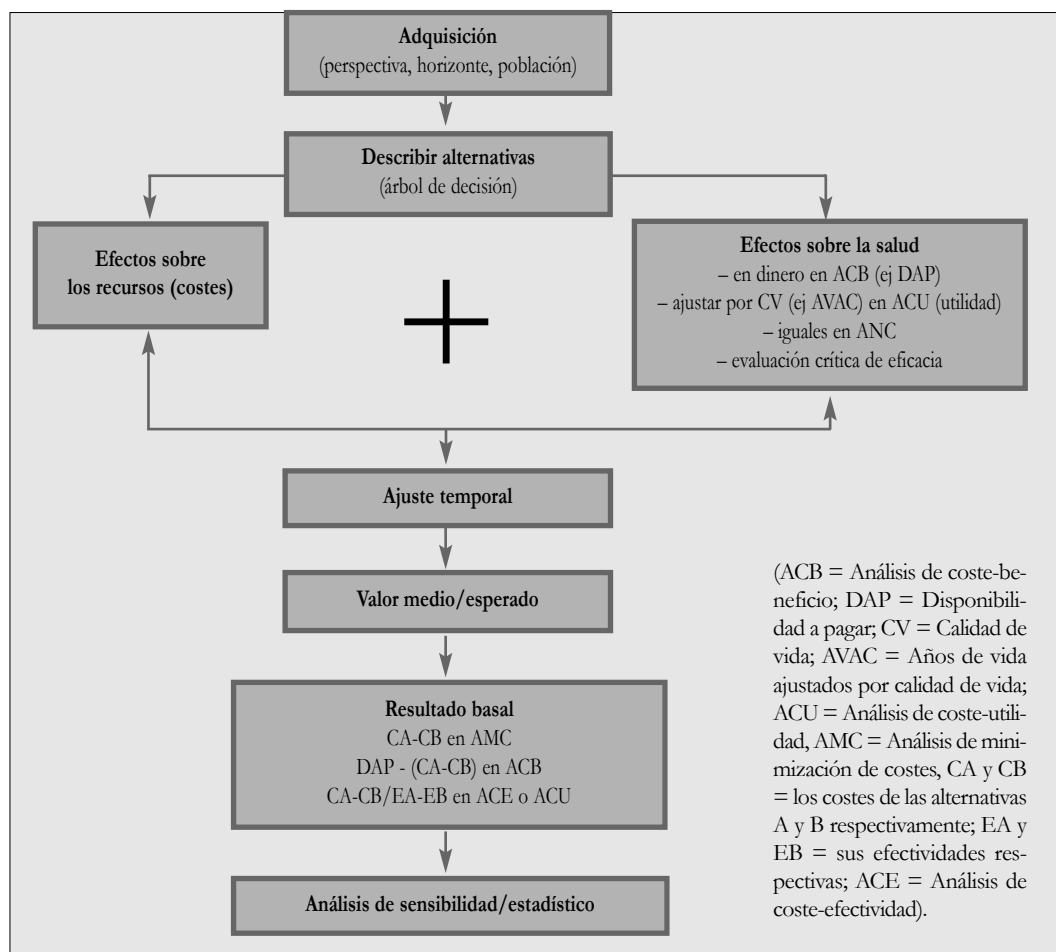 Adquisición
(perspectiva, horizonte, población)
Describir alternativas
(árbol de decisión)
Efectos sobre
los recursos (costes)
Efectos sobre la salud
– en dinero en ACB (ej DAP)
– ajustar por CV (ej AVAC) en ACU (utilidad)
– iguales en ANC
– evaluación crítica de eficacia
Ajuste temporal
Valor medio/esperado
Resultado basal
CA-CB en AMC
DAP - (CA-CB) en ACB
CA-CB/EA-EB en ACE o ACU
Análisis de sensibilidad/estadístico
(ACB = Análisis de coste-be-
neficio; DAP = Disponibili-
dad a pagar; CV = Calidad de
vida; AVAC = Años de vida
ajustados por calidad de vida;
ACU = Análisis de coste-utili-
dad, AMC = Análisis de mini-
mización de costes, CA y CB
= los costes de las alternativas
A y B respectivamente; EA y
EB = sus efectividades res-
pectivas; ACE = Análisis de
coste-efectividad).